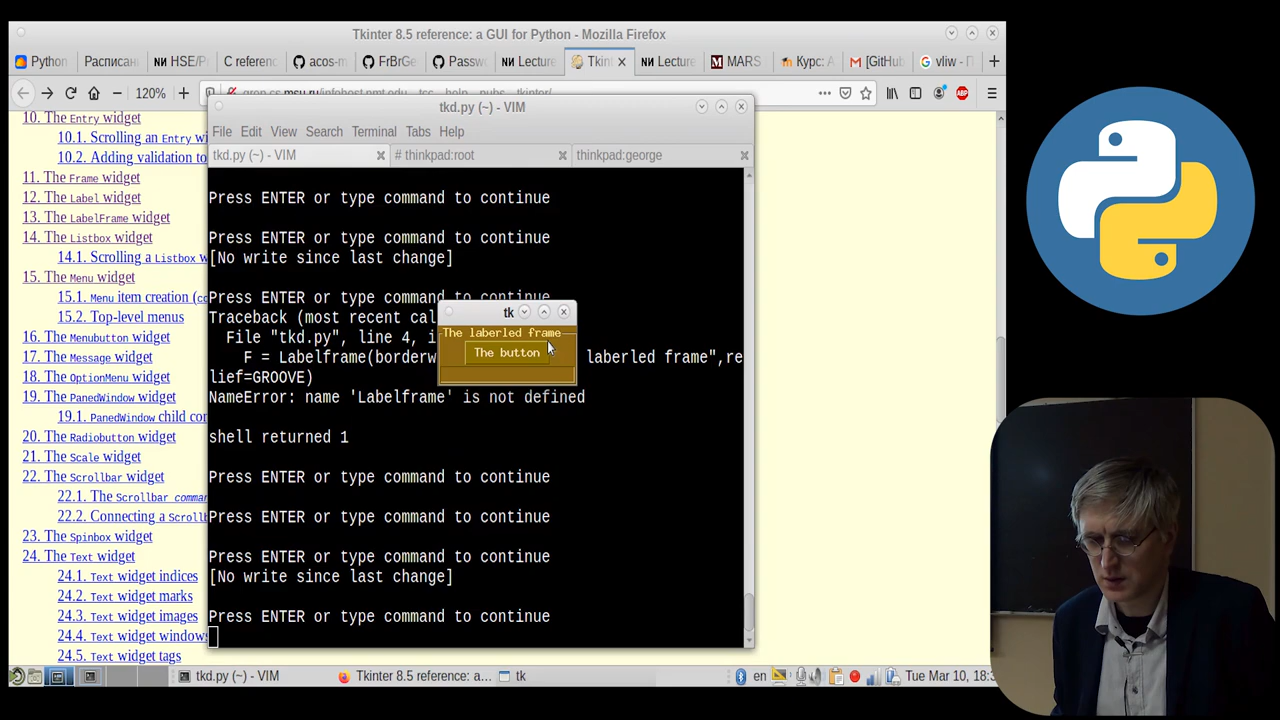 Tkinter 8.5 reference: a GUI for Python - Mozilla Firefox
Python
Расписани
HSE/P
C referenc
acos-m
FrBrGe
Passwo
Lecture
Tkint
Lecture
MARS
Курс: A
[GitHub
vliw - П
120%
tkd.py (~) - VIM
File Edit View Search Terminal Tabs Help
tkd.py (~) - VIM
# thinkpad:root
thinkpad:george
10. The Entry widget
10.1. Scrolling an Entry wi
10.2. Adding validation to
11. The Frame widget
12. The Label widget
13. The LabelFrame widget
14. The Listbox widget
14.1. Scrolling a Listbox w
15. The Menu widget
15.1. Menu item creation (co
15.2. Top-level menus
16. The Menubutton widget
17. The Message widget
18. The OptionMenu widget
19. The PanedWindow widget
19.1. PanedWindow child con
20. The Radiobutton widget
21. The Scale widget
22. The Scrollbar widget
22.1. The Scrollbar comma
22.2. Connecting a Scrollb
23. The Spinbox widget
24. The Text widget
24.1. Text widget indices
24.2. Text widget marks
24.3. Text widget images
24.4. Text widget windows
24.5. Text widget tags
Press ENTER or type command to continue
Press ENTER or type command to continue
[No write since last change]
Press ENTER or type command to continue
Traceback (most recent cal
File "tkd.py", line 4, i
F = Labelframe(borderw laberled frame",re
lief=GROOVE)
NameError: name 'Labelframe' is not defined
shell returned 1
Press ENTER or type command to continue
Press ENTER or type command to continue
Press ENTER or type command to continue
[No write since last change]
Press ENTER or type command to continue
tk
The laberled frame
The button
tkd.py (~) - VIM
Tkinter 8.5 reference: a...
tk
en
Tue Mar 10, 18:3